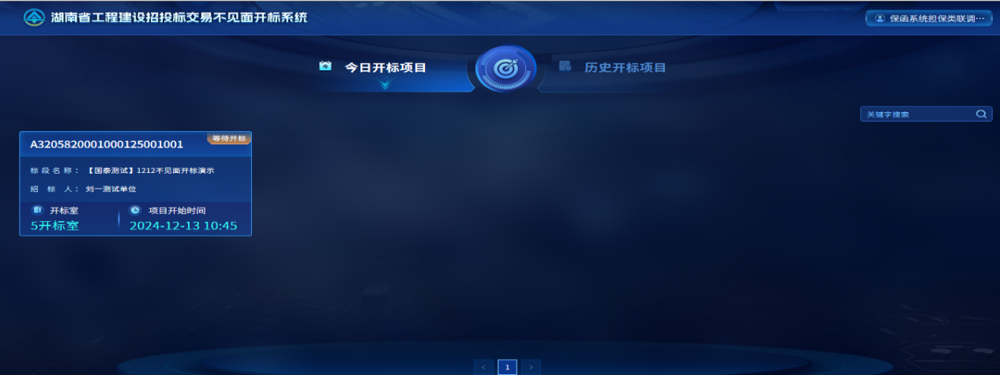 湖南省工程建设招投标交易不见面开标系统
保函系统担保类联调···
今日开标项目
历史开标项目
关键字搜索
A3205820001000125001001
等待开标
标段名称：【国泰测试】1212不见面开标演示
招 标 人：刘一测试单位
开标室 项目开始时间
5开标室 2024-12-13 10:45
< 1 >